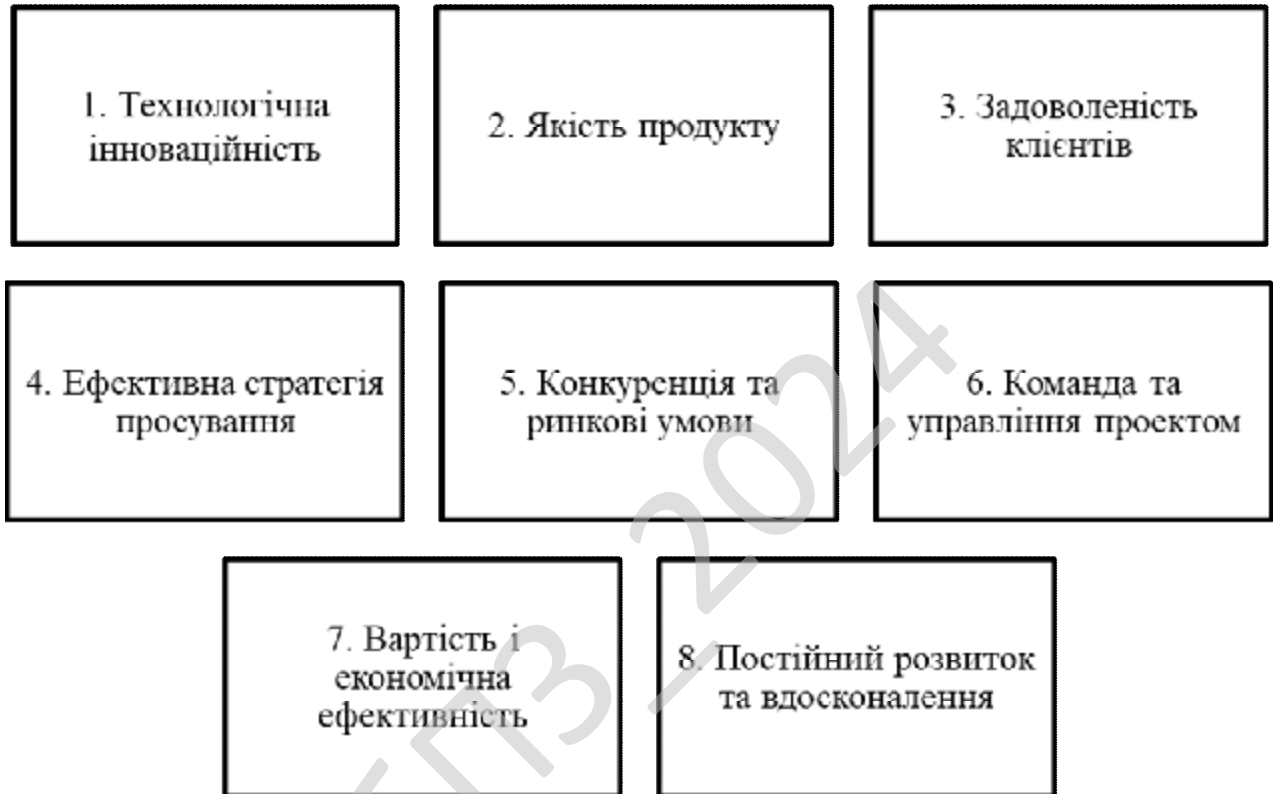 1. Технологічна
інноваційність
2. Якість продукту
3. Задоволеність
клієнтів
4. Ефективна стратегія
просування
5. Конкуренція та
ринкові умови
6. Команда та
управління проектом
7. Вартість і
економічна
ефективність
8. Постійний розвиток
та вдосконалення
ПЗ_2024